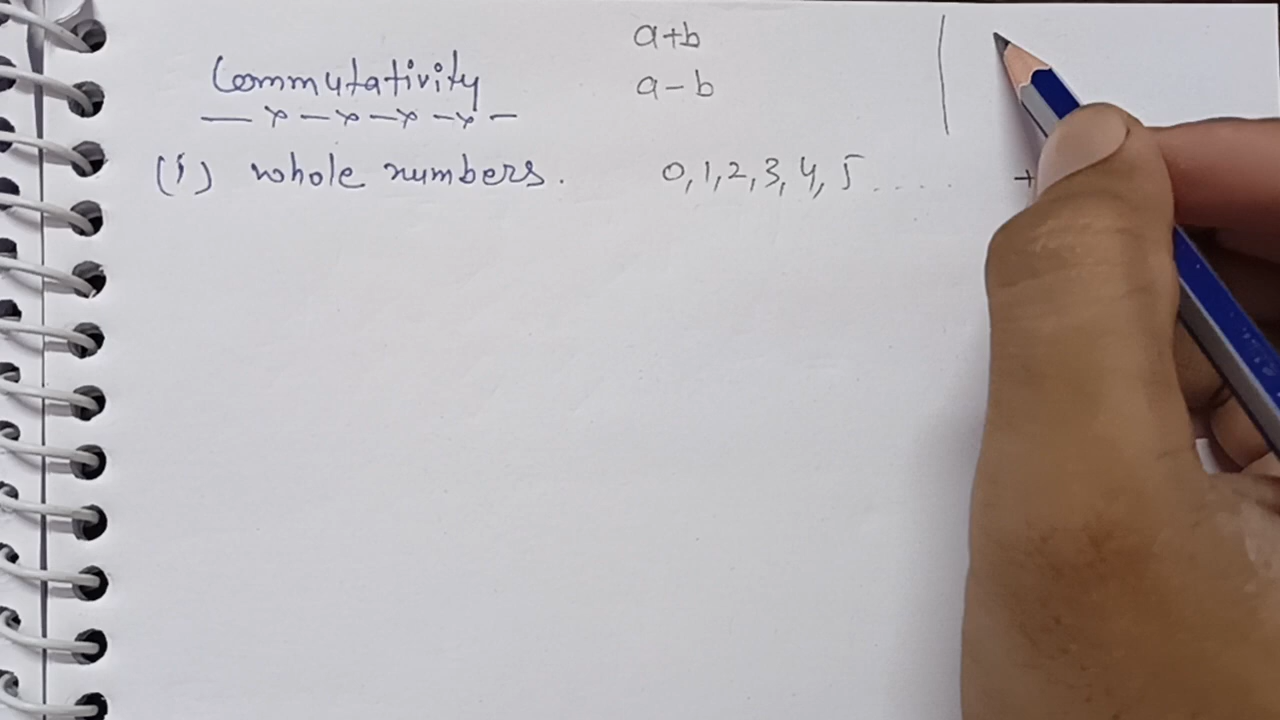 a+b
Commutativity
a-b
(i) whole numbers. 0,1,2,3,4,5..... +